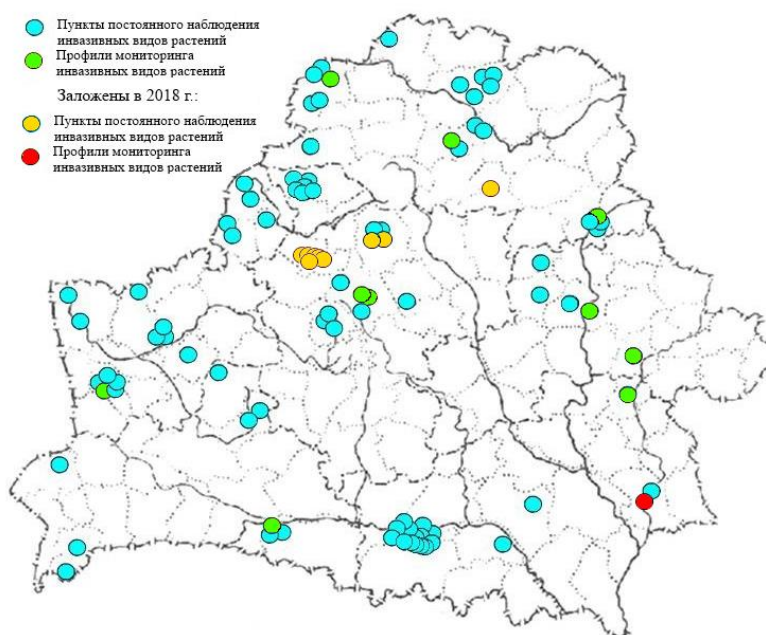 Пункты постоянного наблюдения
инвазивных видов растений
Профили мониторинга
инвазивных видов растений
Заложены в 2018 г.:
Пункты постоянного наблюдения
инвазивных видов растений
Профили мониторинга
инвазивных видов растений